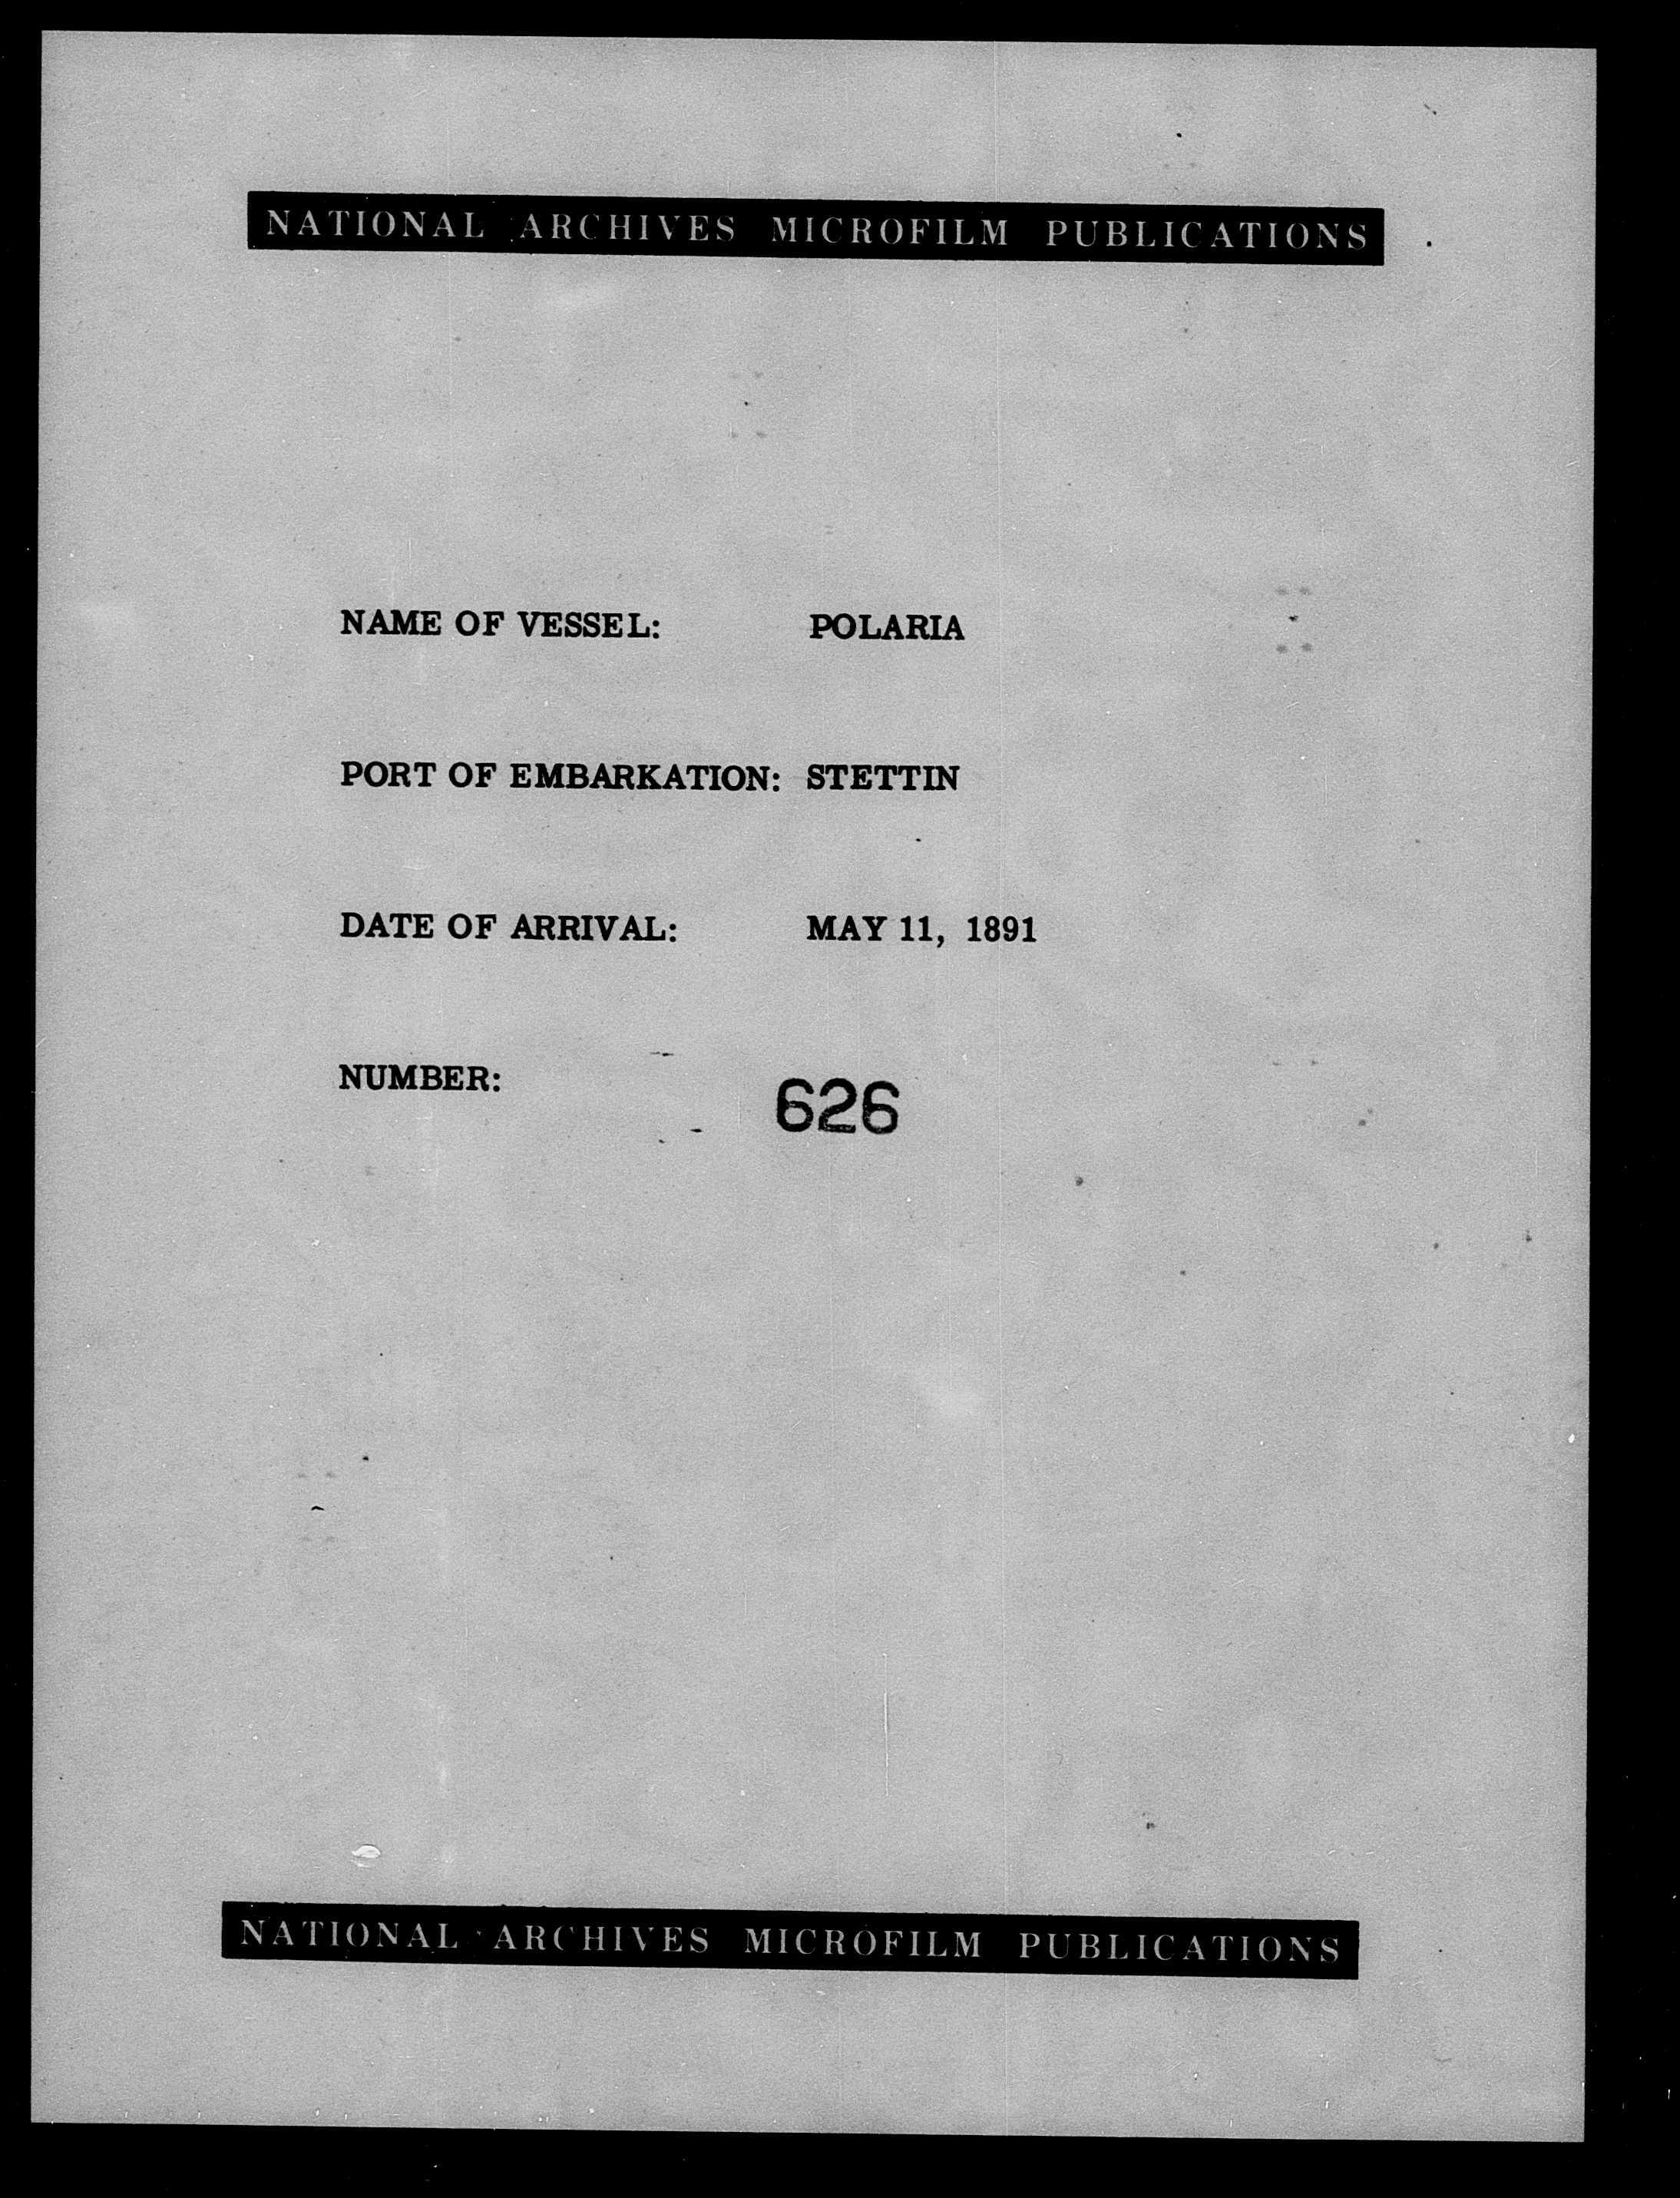 NATIONAL ARCHIVES MICROFILM PUBLICATIONS
NAME OF VESSEL: POLARIA
PORT OF EMBARKATION: STETTIN
DATE OF ARRIVAL: MAY 11, 1891
NUMBER: 626
NATIONAL ARCHIVES MICROFILM PUBLICATIONS